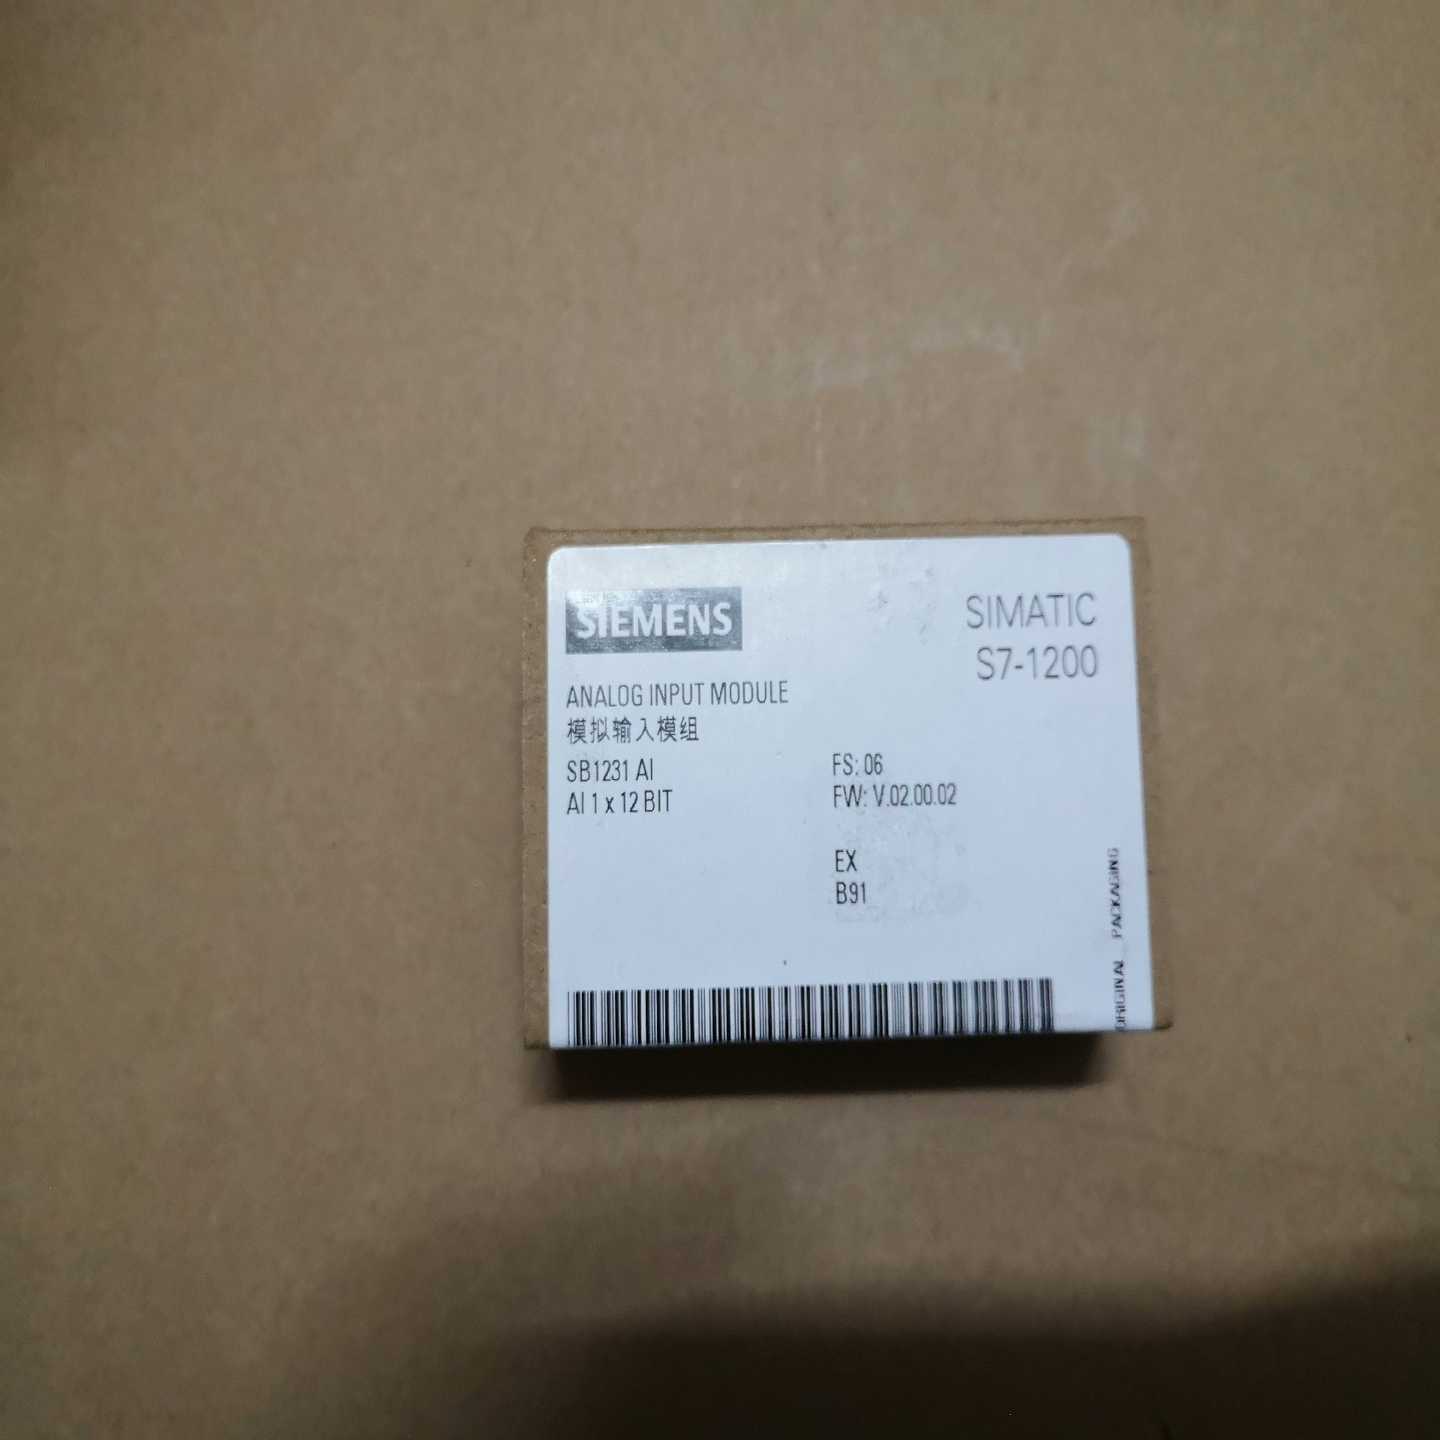 SIEMENS
SIMATIC
S7-1200
ANALOG INPUT MODULE
模拟输入模组
SB1231 AI
AI 1 x 12 BIT
FS: 06
FW: V.02.00.02
EX
B91
ORIGINAL PACKAGING